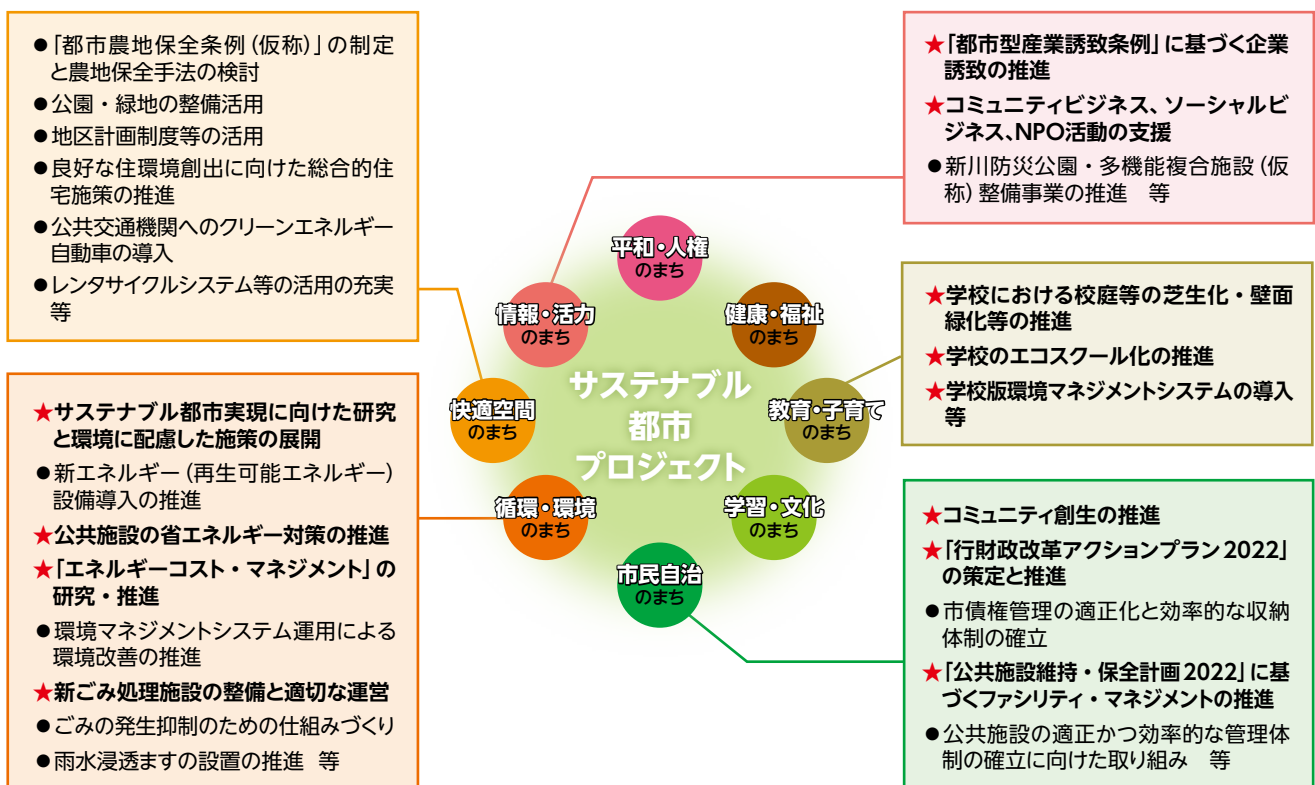 ●「都市農地保全条例(仮称)」の制定
と農地保全手法の検討
●公園・緑地の整備活用
●地区計画制度等の活用
●良好な住環境創出に向けた総合的住
宅施策の推進
●公共交通機関へのクリーンエネルギー
自動車の導入
●レンタサイクルシステム等の活用の充実
等
★サステナブル都市実現に向けた研究
と環境に配慮した施策の展開
●新エネルギー(再生可能エネルギー)
設備導入の推進
★公共施設の省エネルギー対策の推進
★「エネルギーコスト・マネジメント」の
研究・推進
●環境マネジメントシステム運用による
環境改善の推進
★新ごみ処理施設の整備と適切な運営
●ごみの発生抑制のための仕組みづくり
●雨水浸透ますの設置の推進 等
平和・人権
のまち
情報・活力
のまち
健康・福祉
のまち
快適空間
のまち
サステナブル
都市
プロジェクト
教育・子育て
のまち
循環・環境
のまち
学習・文化
のまち
市民自治
のまち
★「都市型産業誘致条例」に基づく企業
誘致の推進
★コミュニティビジネス、ソーシャルビ
ジネス、NPO活動の支援
●新川防災公園・多機能複合施設(仮
称)整備事業の推進 等
★学校における校庭等の芝生化・壁面
緑化等の推進
★学校のエコスクール化の推進
★学校版環境マネジメントシステムの導入
等
★コミュニティ創生の推進
★「行財政改革アクションプラン2022」
の策定と推進
●市債権管理の適正化と効率的な収納
体制の確立
★「公共施設維持・保全計画2022」に基
づくファシリティ・マネジメントの推進
●公共施設の適正かつ効率的な管理体
制の確立に向けた取り組み 等